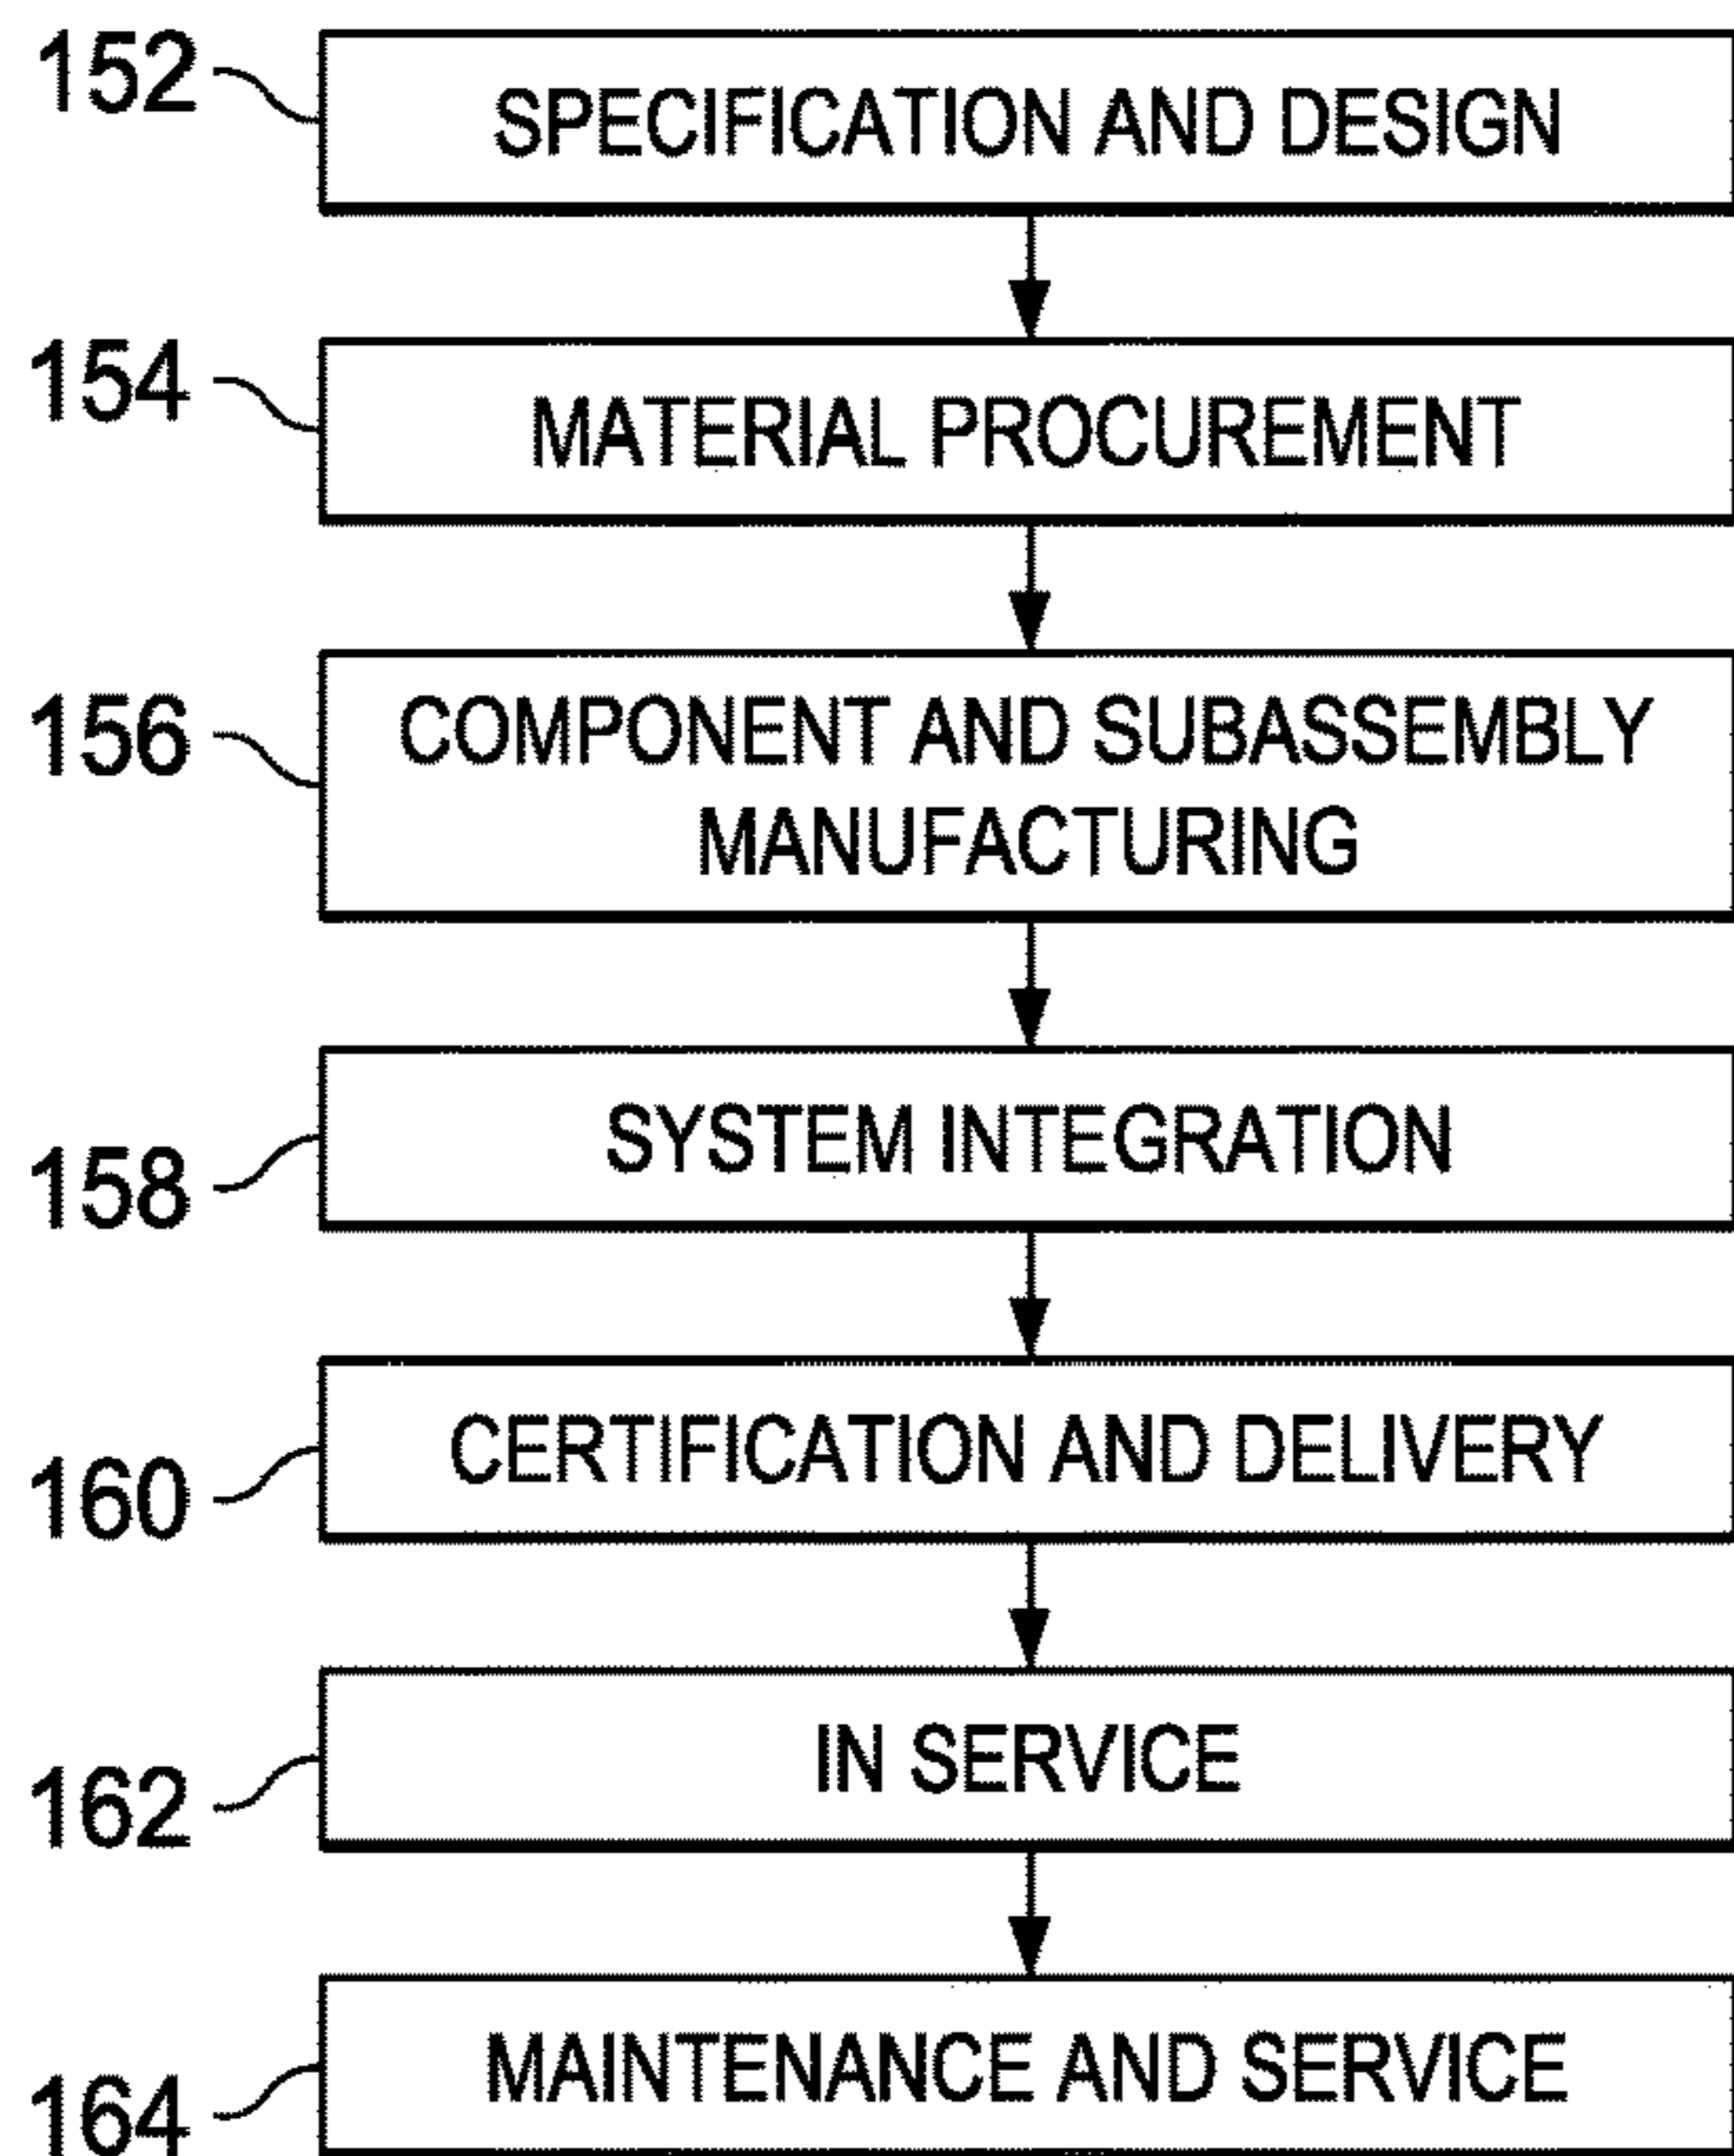 152
SPECIFICATION AND DESIGN
154
MATERIAL PROCUREMENT
156
COMPONENT AND SUBASSEMBLY
MANUFACTURING
158
SYSTEM INTEGRATION
160
CERTIFICATION AND DELIVERY
162
IN SERVICE
164
MAINTENANCE AND SERVICE